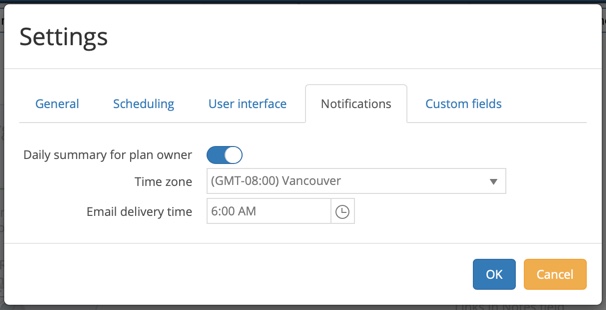 Settings
General Scheduling User interface Notifications Custom fields
Daily summary for plan owner
Time zone (GMT-08:00) Vancouver
Email delivery time 6:00 AM
OK Cancel